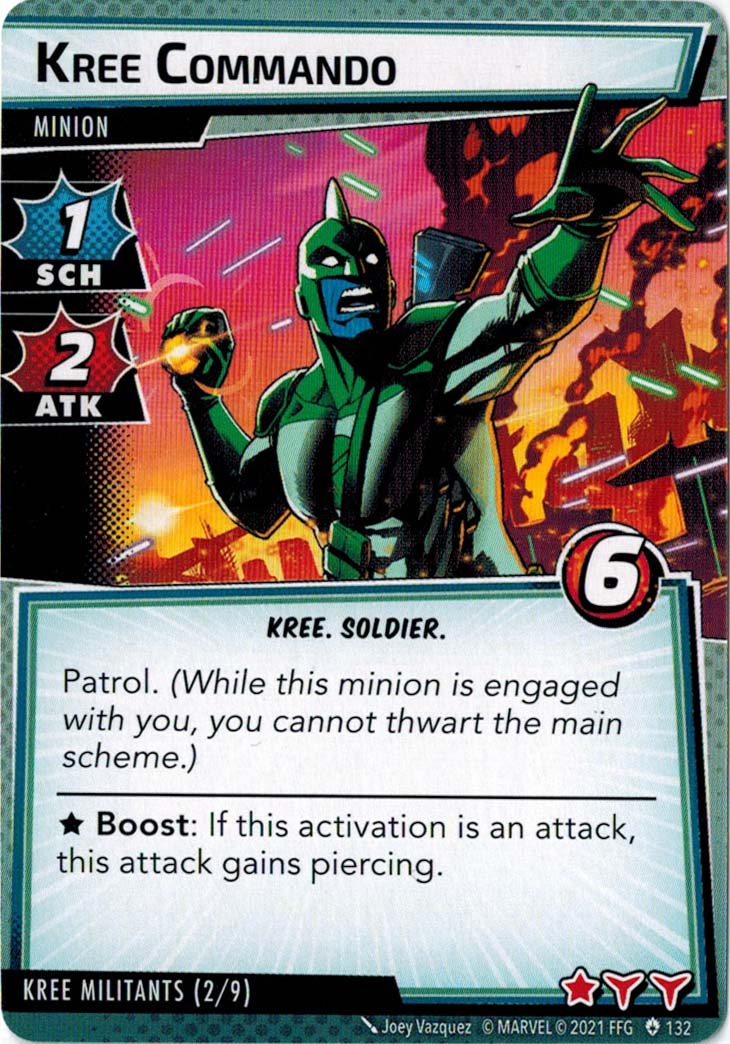 KREE COMMANDO
MINION
1
SCH
2
ATK
6
KREE. SOLDIER.
Patrol. (While this minion is engaged
with you, you cannot thwart the main
scheme.)
★ Boost: If this activation is an attack,
this attack gains piercing.
KREE MILITANTS (2/9)
Joey Vazquez © MARVEL © 2021 FFG 132